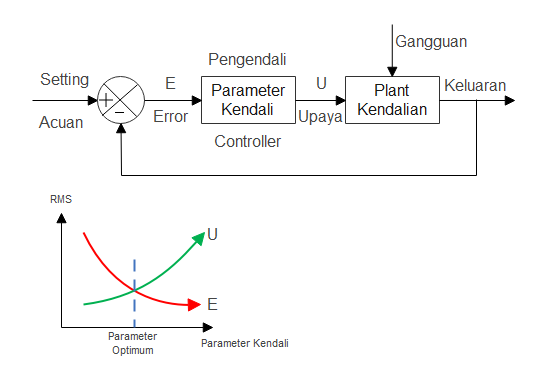 Gangguan
Pengendali
Setting
E
U
Keluaran
+
Parameter
Kendali
Plant
Kendalian
−
Acuan
Error
Upaya
Controller
RMS
U
E
Parameter
Optimum
Parameter Kendali